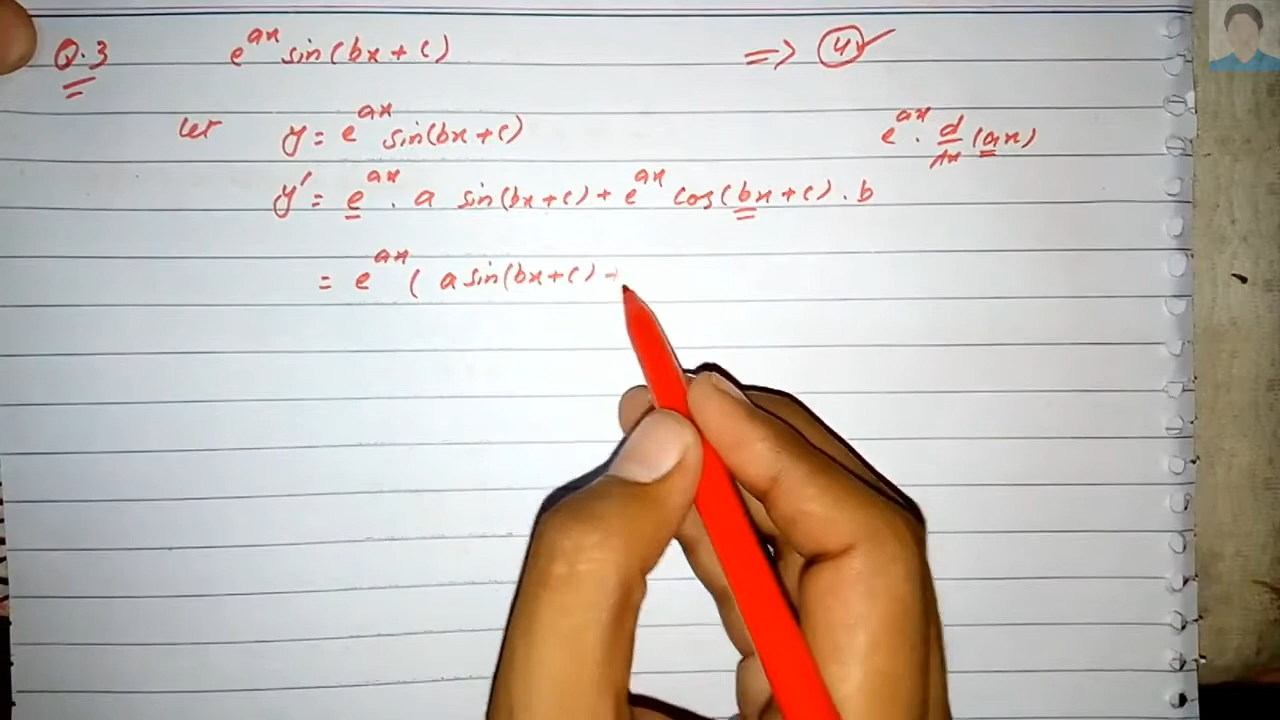 Q.3 e^{ax} sin(bx+c) => 4
let y = e^{ax} sin(bx+c) e^{ax} . d/dx (ax)
y' = e^{ax} . a sin(bx+c) + e^{ax} cos(bx+c) . b
= e^{ax} ( a sin(bx+c) +